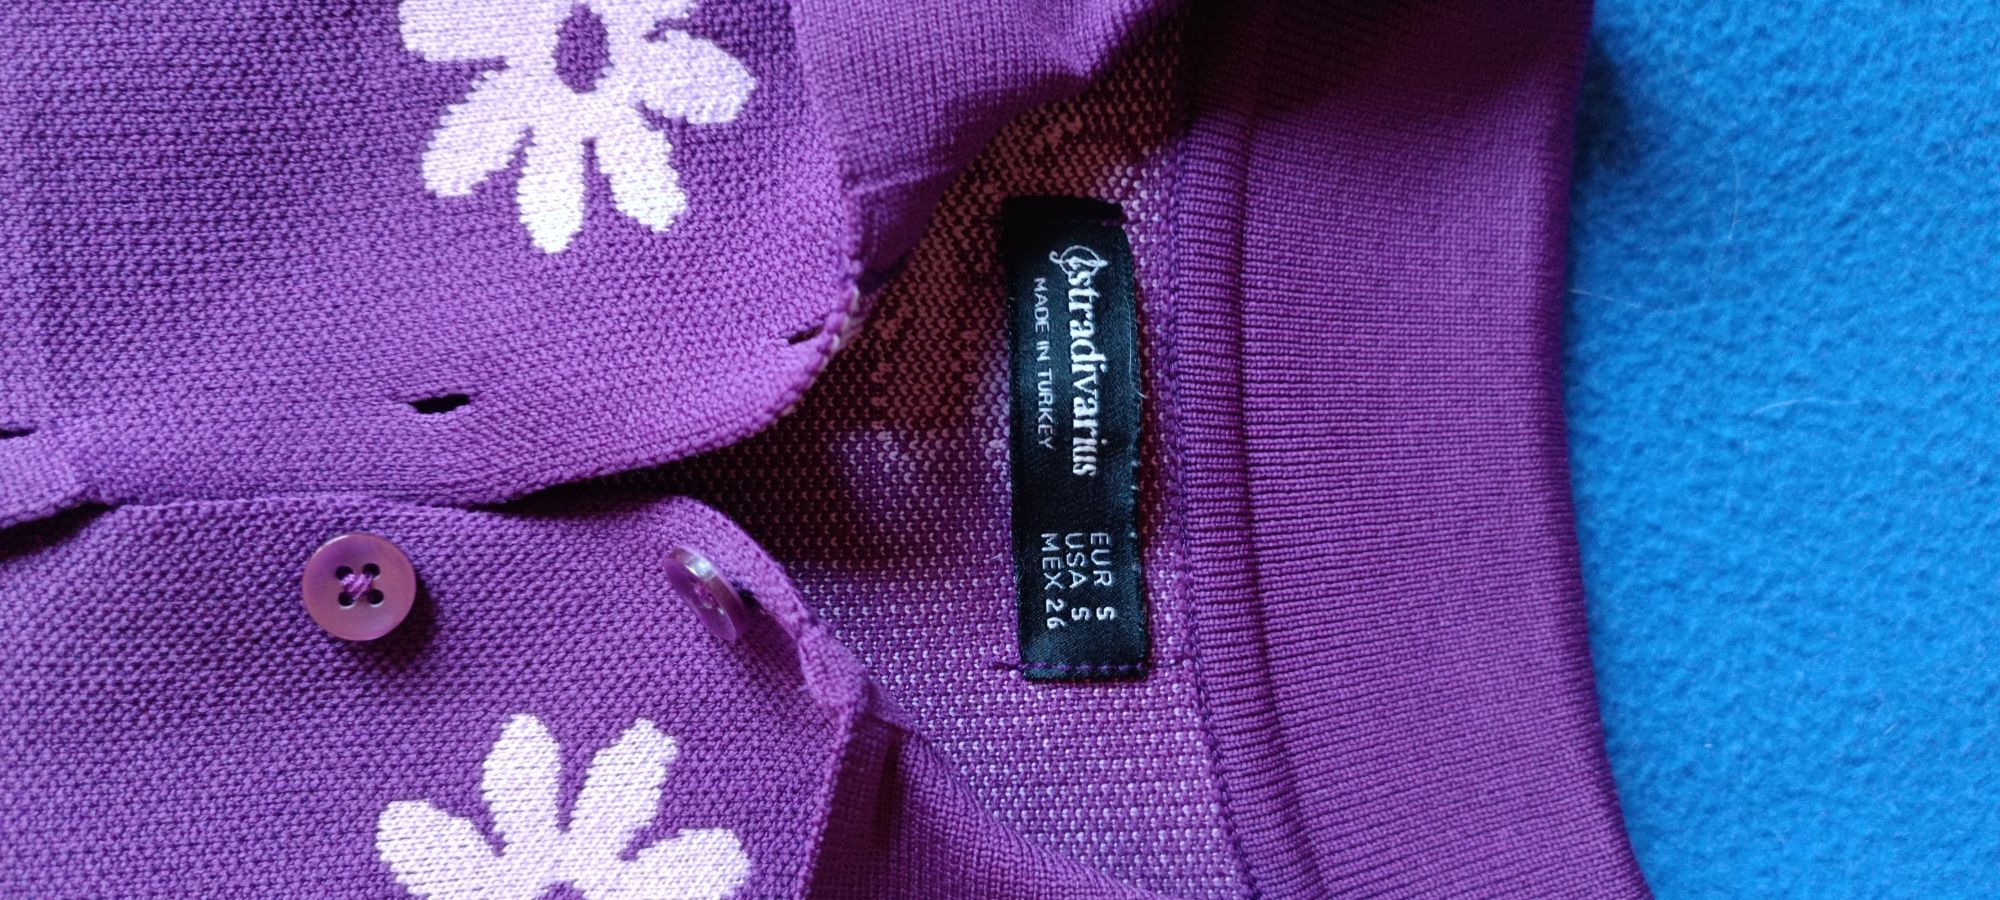 stradivarius
MADE IN TURKEY
EUR S
USA S
MEX 26